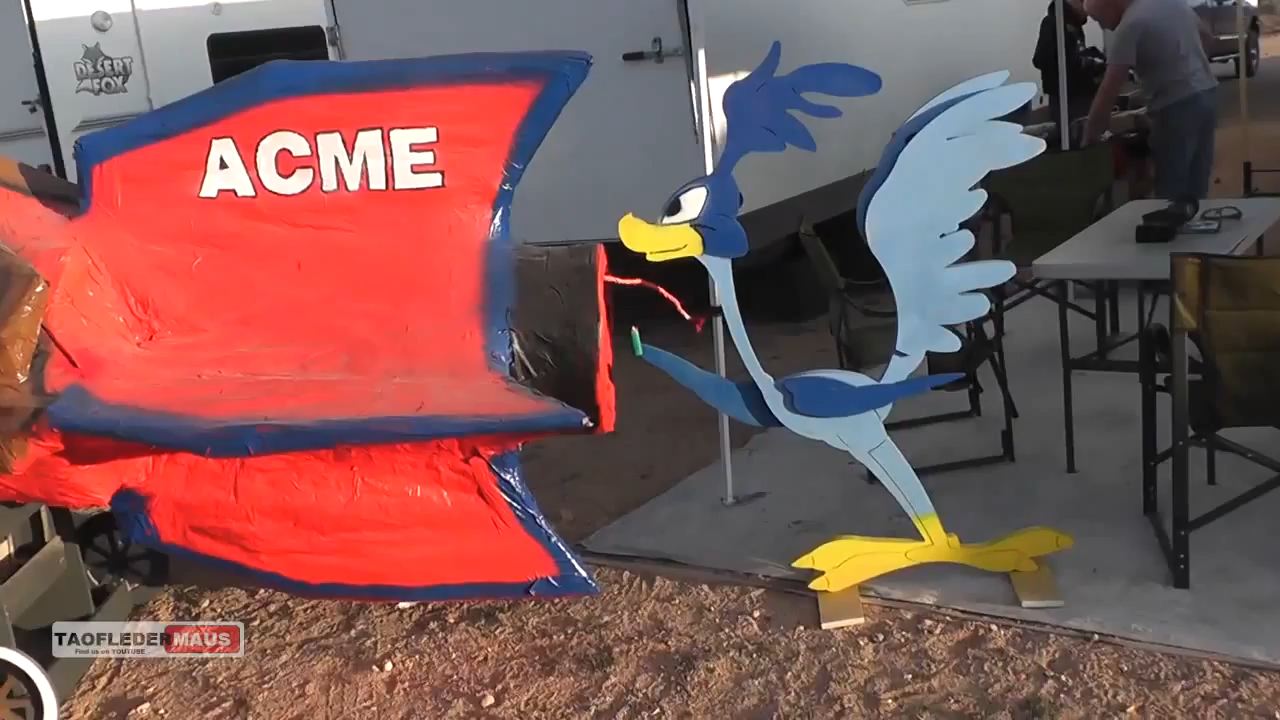 DESERT
FOX
ACME
TAOFLEDERMAUS
Find us on YOUTUBE